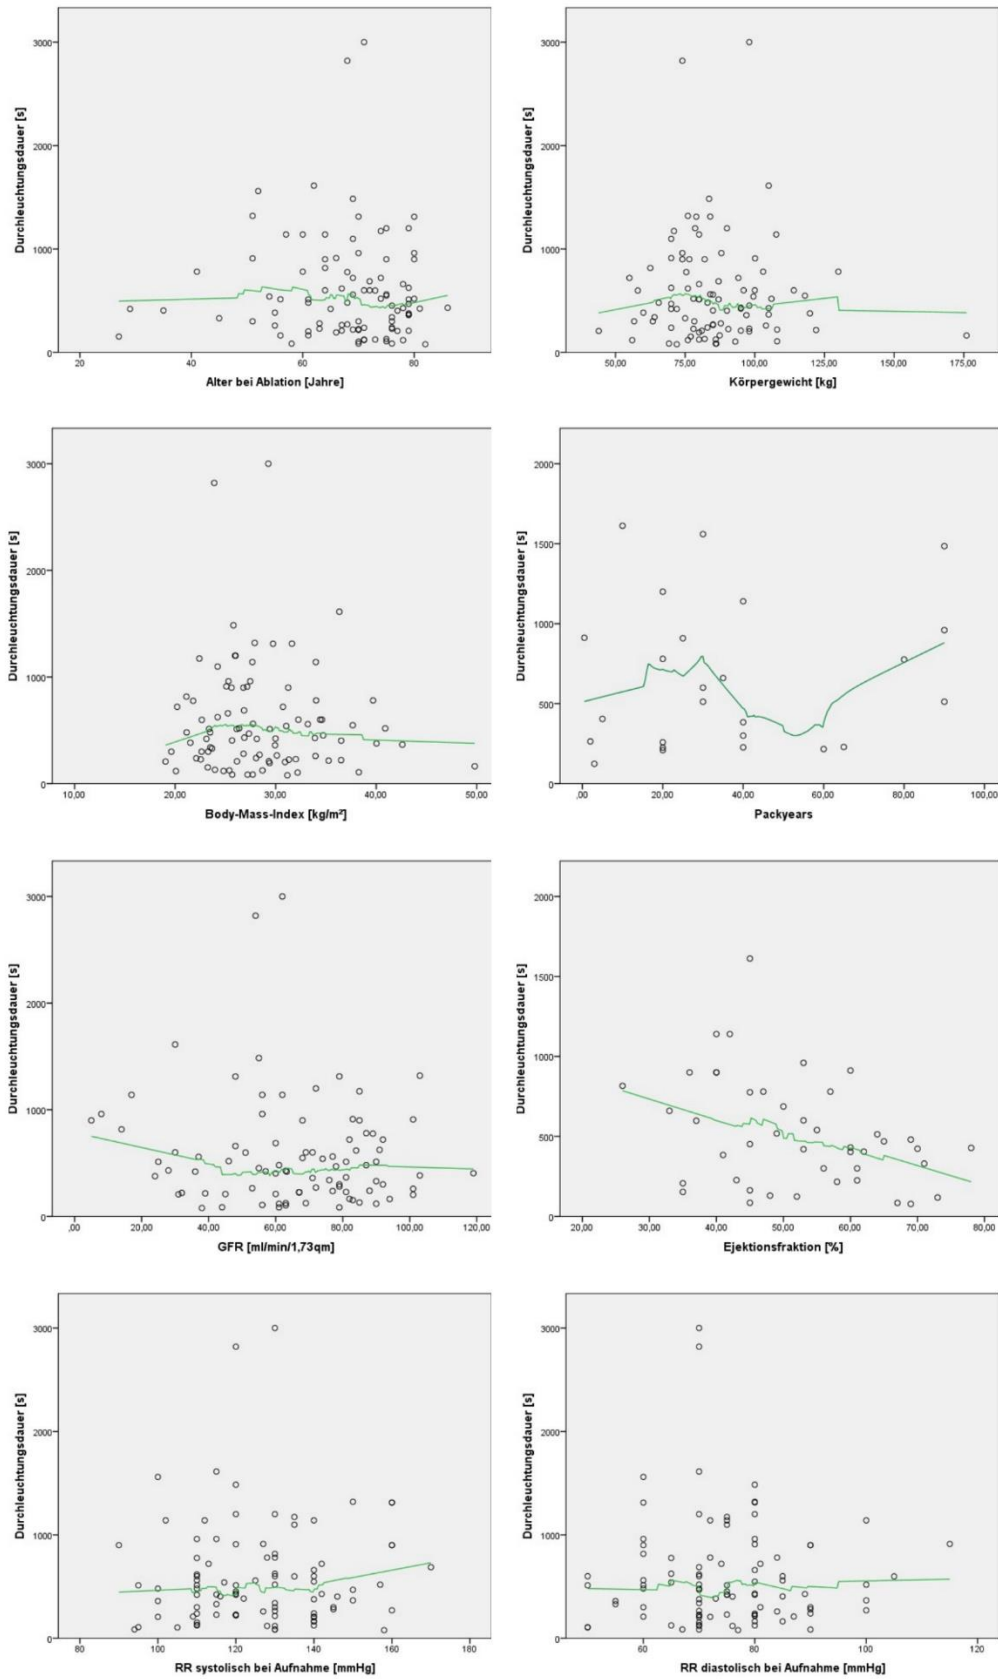 Durchleuchtungsdauer [s]
3000
2000
1000
0
20 40 60 80
Alter bei Ablation [Jahre]
Durchleuchtungsdauer [s]
3000
2000
1000
0
50,00 75,00 100,00 125,00 150,00 175,00
Körpergewicht [kg]
Durchleuchtungsdauer [s]
3000
2000
1000
0
10,00 20,00 30,00 40,00 50,00
Body-Mass-Index [kg/m²]
Durchleuchtungsdauer [s]
2000
1500
1000
500
0
,00 20,00 40,00 60,00 80,00 100,00
Packyears
Durchleuchtungsdauer [s]
3000
2000
1000
0
,00 20,00 40,00 60,00 80,00 100,00 120,00
GFR [ml/min/1,73qm]
Durchleuchtungsdauer [s]
2000
1500
1000
500
0
20,00 30,00 40,00 50,00 60,00 70,00 80,00
Ejektionsfraktion [%]
Durchleuchtungsdauer [s]
3000
2000
1000
0
80 100 120 140 160 180
RR systolisch bei Aufnahme [mmHg]
Durchleuchtungsdauer [s]
3000
2000
1000
0
60 80 100 120
RR diastolisch bei Aufnahme [mmHg]